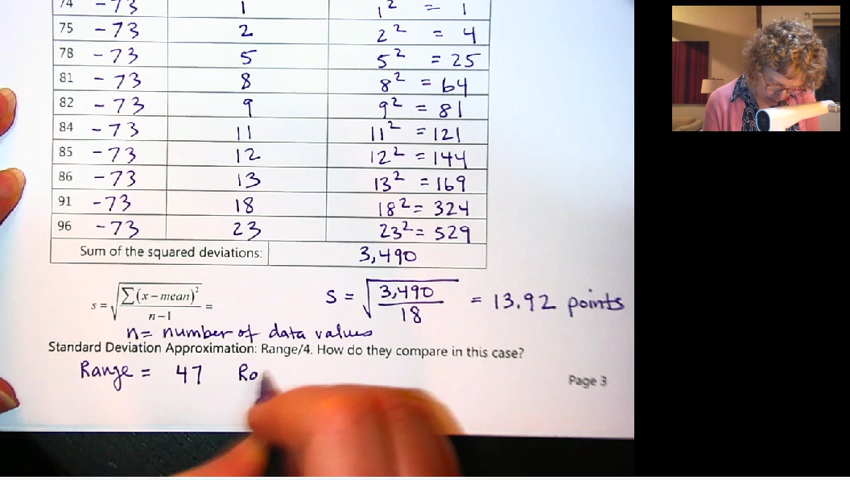 74 - 73 1 1² = 1
75 - 73 2 2² = 4
78 - 73 5 5² = 25
81 - 73 8 8² = 64
82 - 73 9 9² = 81
84 - 73 11 11² = 121
85 - 73 12 12² = 144
86 - 73 13 13² = 169
91 - 73 18 18² = 324
96 - 73 23 23² = 529
Sum of the squared deviations: 3,490
s = √(∑(x - mean)² / n-1) = S = √(3,490 / 18) = 13.92 points
n = number of data values
Standard Deviation Approximation: Range/4. How do they compare in this case?
Range = 47
Page 3